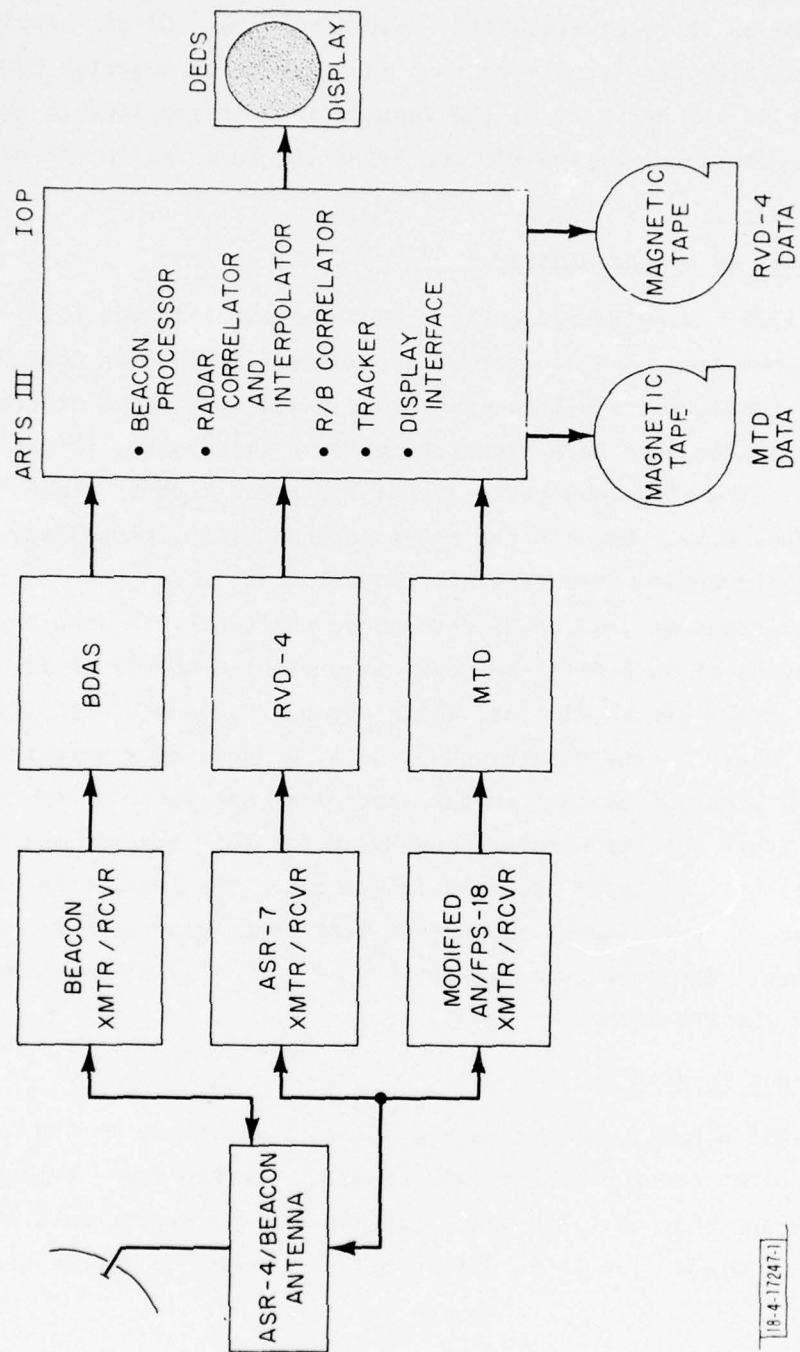 ASR-4/BEACON
ANTENNA
BEACON
XMTR / RCVR
ASR-7
XMTR / RCVR
MODIFIED
AN/FPS-18
XMTR / RCVR
BDAS
RVD-4
MTD
ARTS III IOP
• BEACON
PROCESSOR
• RADAR
CORRELATOR
AND
INTERPOLATOR
• R/B CORRELATOR
• TRACKER
• DISPLAY
INTERFACE
DEDS
DISPLAY
MAGNETIC
TAPE
MTD
DATA
MAGNETIC
TAPE
RVD-4
DATA
18-4-17247-1